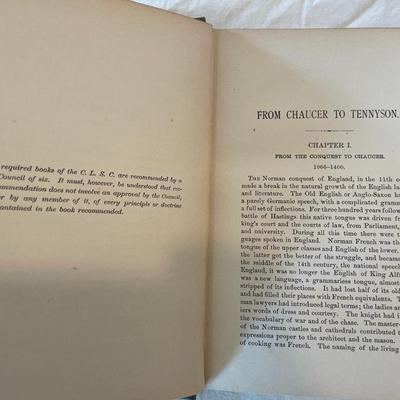 required books of the C. L. S. C. are recommended by a
Council of six. It must, however, be understood that rec-
ommendation does not involve an approval by the Council,
or by any member of it, of every principle or doctrine
contained in the book recommended.
FROM CHAUCER TO TENNYSON.
CHAPTER I.
FROM THE CONQUEST TO CHAUCER.
1066-1400.
THE Norman conquest of England, in the 11th c
made a break in the natural growth of the English la
and literature. The Old English or Anglo-Saxon had
a purely Germanic speech, with a complicated gramma
a full set of inflections. For three hundred years follow
battle of Hastings this native tongue was driven fro
king's court and the courts of law, from Parliament,
and university. During all this time there were t
guages spoken in England. Norman French was th
tongue of the upper classes and English of the lower.
the latter got the better of the struggle, and became
the middle of the 14th century, the national speech
England, it was no longer the English of King Alfr
was a new language, a grammarless tongue, almost
stripped of its inflections. It had lost half of its old
and had filled their places with French equivalents. T
man lawyers had introduced legal terms; the ladies an
iers words of dress and courtesy. The knight had i
the vocabulary of war and of the chase. The master-
of the Norman castles and cathedrals contributed t
expressions proper to the architect and the mason.
of cooking was French. The naming of the living